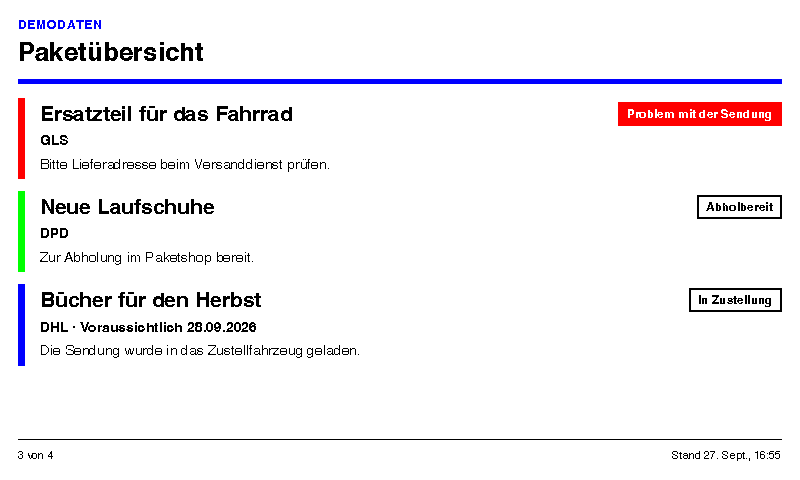 DEMODATEN
Paketübersicht
Ersatzteil für das Fahrrad
Problem mit der Sendung
GLS
Bitte Lieferadresse beim Versanddienst prüfen.
Neue Laufschuhe
Abholbereit
DPD
Zur Abholung im Paketshop bereit.
Bücher für den Herbst
In Zustellung
DHL · Voraussichtlich 28.09.2026
Die Sendung wurde in das Zustellfahrzeug geladen.
3 von 4
Stand 27. Sept., 16:55